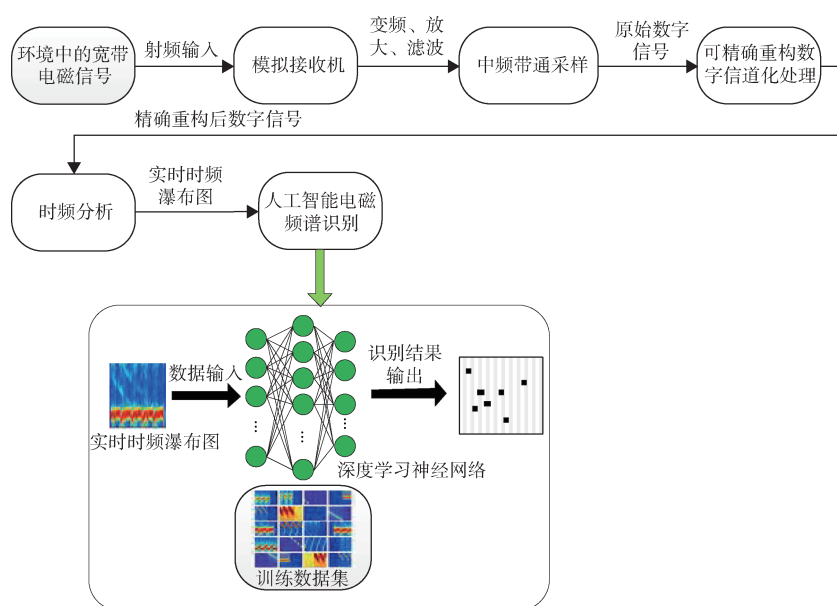 环境中的宽带
电磁信号
射频输入
模拟接收机
变频、放
大、滤波
中频带通采样
原始数字
信号
可精确重构数
字信道化处理
精确重构后数字信号
时频分析
实时时频
瀑布图
人工智能电磁
频谱识别
数据输入
识别结果
输出
实时时频瀑布图
深度学习神经网络
训练数据集